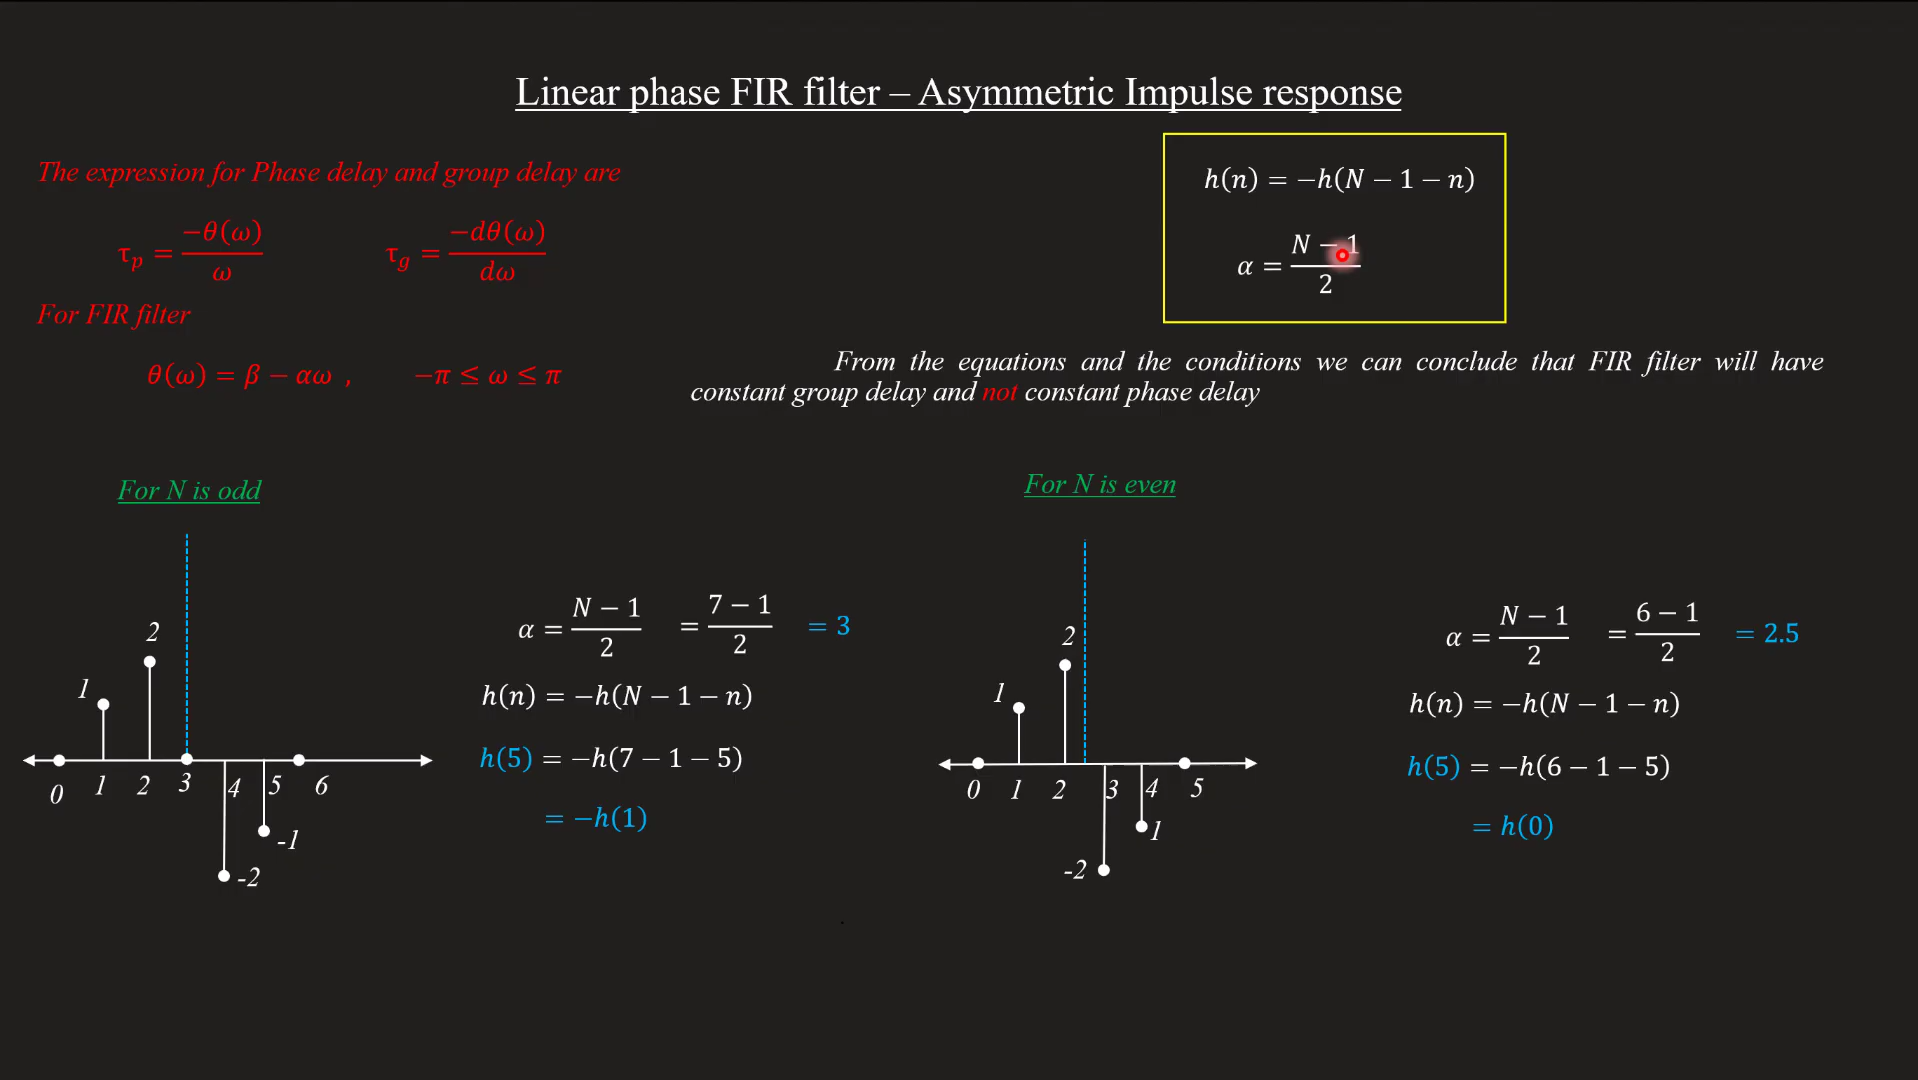 Linear phase FIR filter – Asymmetric Impulse response
The expression for Phase delay and group delay are
τₚ = −θ(ω)/ω    τ_g = −dθ(ω)/dω
For FIR filter
θ(ω) = β − αω ,    −π ≤ ω ≤ π
h(n) = −h(N − 1 − n)
α = (N − 1)/2
From the equations and the conditions we can conclude that FIR filter will have
constant group delay and not constant phase delay
For N is odd
2
1
0 1 2 3 4 5 6
-1
-2
α = (N − 1)/2 = (7 − 1)/2 = 3
h(n) = −h(N − 1 − n)
h(5) = −h(7 − 1 − 5)
= −h(1)
For N is even
2
1
0 1 2 3 4 5
1
-2
α = (N − 1)/2 = (6 − 1)/2 = 2.5
h(n) = −h(N − 1 − n)
h(5) = −h(6 − 1 − 5)
= h(0)